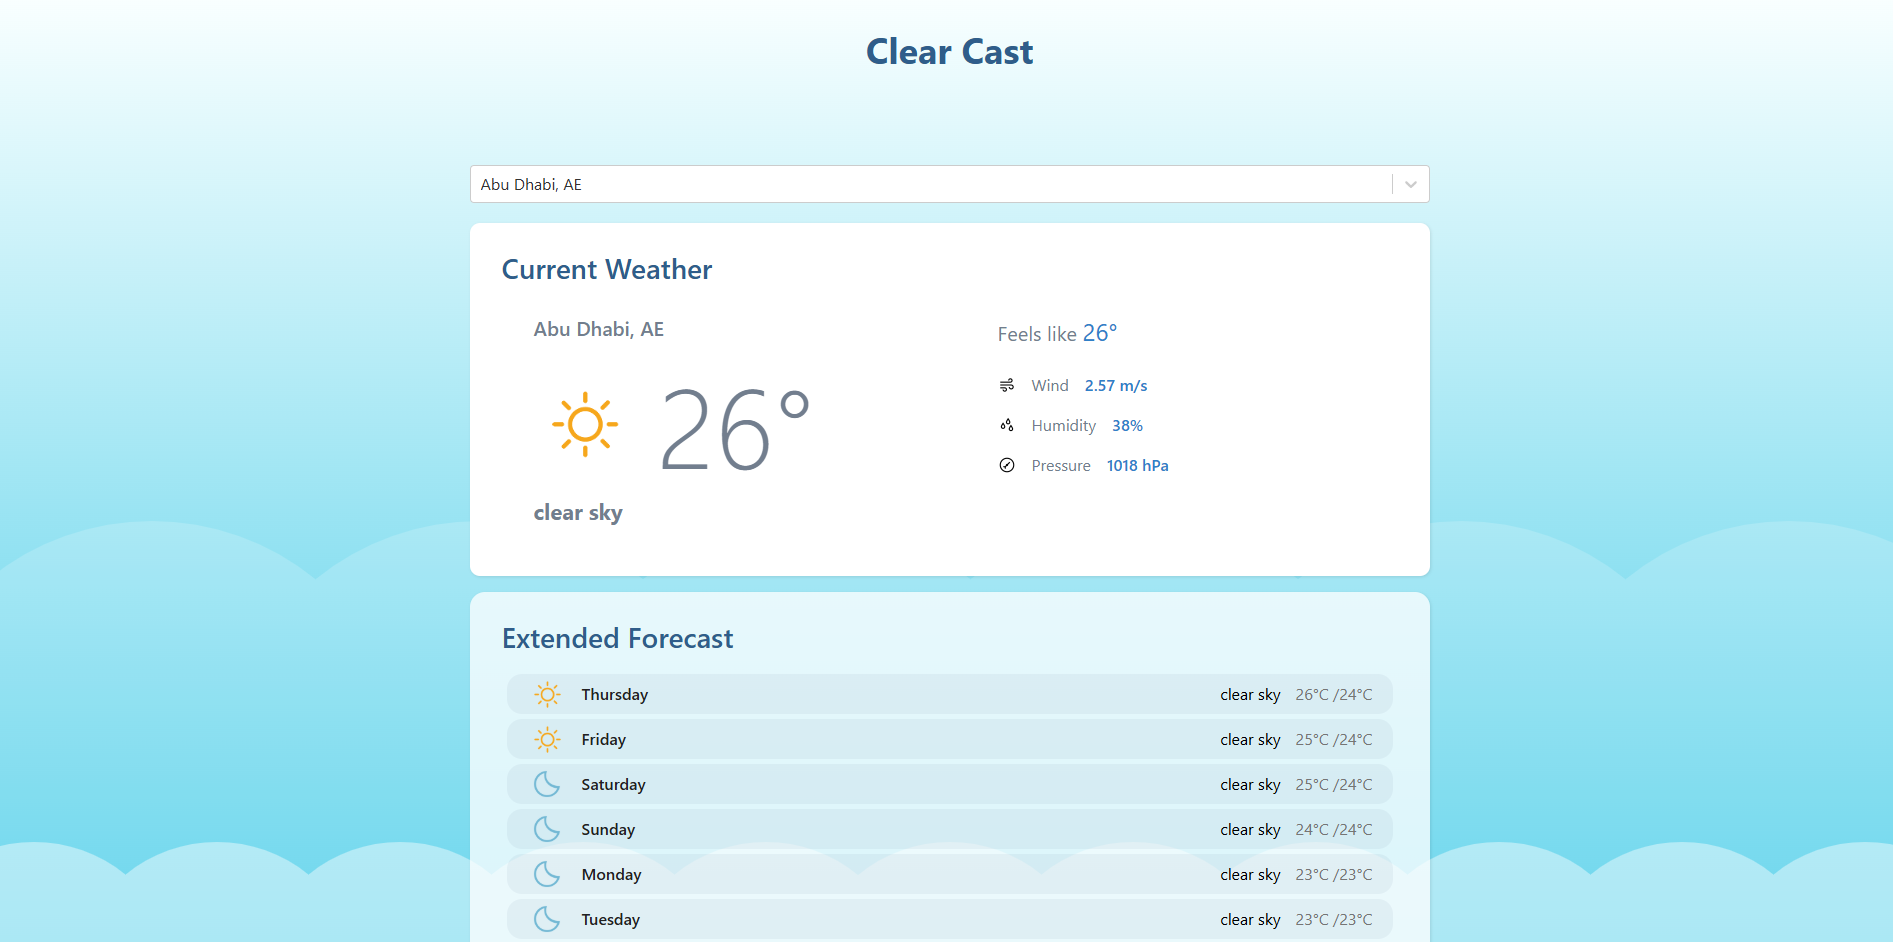 Clear Cast
Abu Dhabi, AE
Current Weather
Abu Dhabi, AE
26°
clear sky
Feels like 26°
Wind 2.57 m/s
Humidity 38%
Pressure 1018 hPa
Extended Forecast
Thursday clear sky 26°C /24°C
Friday clear sky 25°C /24°C
Saturday clear sky 25°C /24°C
Sunday clear sky 24°C /24°C
Monday clear sky 23°C /23°C
Tuesday clear sky 23°C /23°C